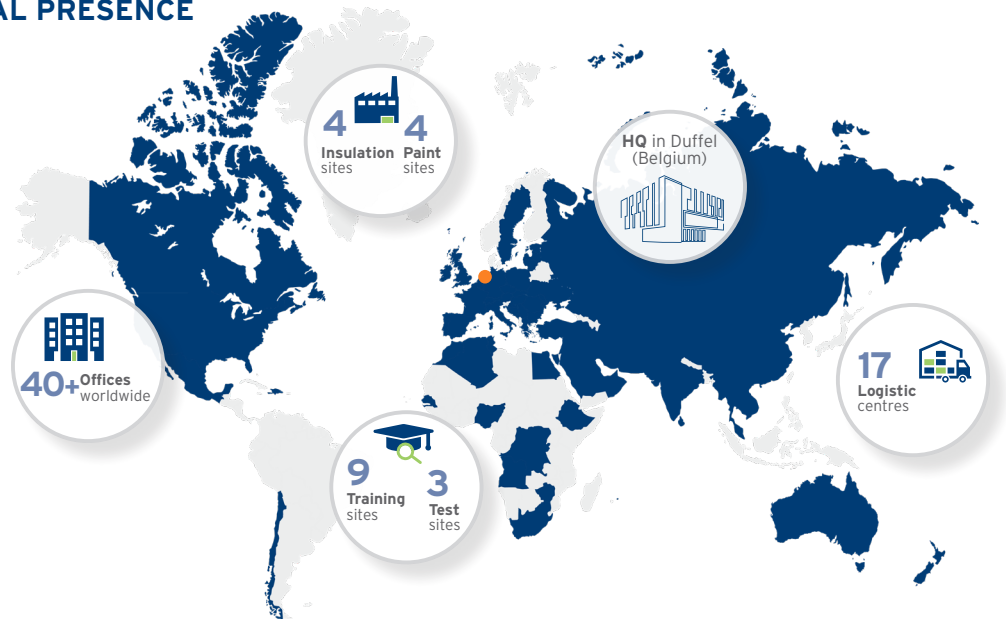 AL PRESENCE
4
Insulation
sites
4
Paint
sites
HQ in Duffel
(Belgium)
40+ Offices
worldwide
17
Logistic
centres
9
Training
sites
3
Test
sites